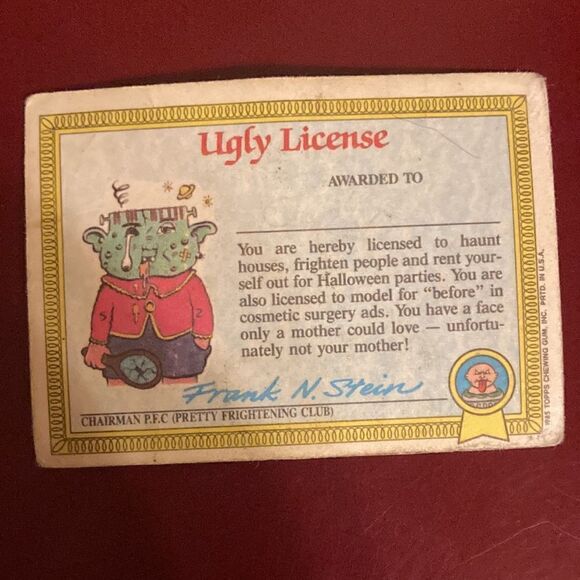 Ugly License
AWARDED TO
You are hereby licensed to haunt
houses, frighten people and rent your-
self out for Halloween parties. You are
also licensed to model for "before" in
cosmetic surgery ads. You have a face
only a mother could love — unfortu-
nately not your mother!
Frank N. Stein
CHAIRMAN P.F.C (PRETTY FRIGHTENING CLUB)
1985 TOPPS CHEWING GUM, INC. PRTD. IN U.S.A.